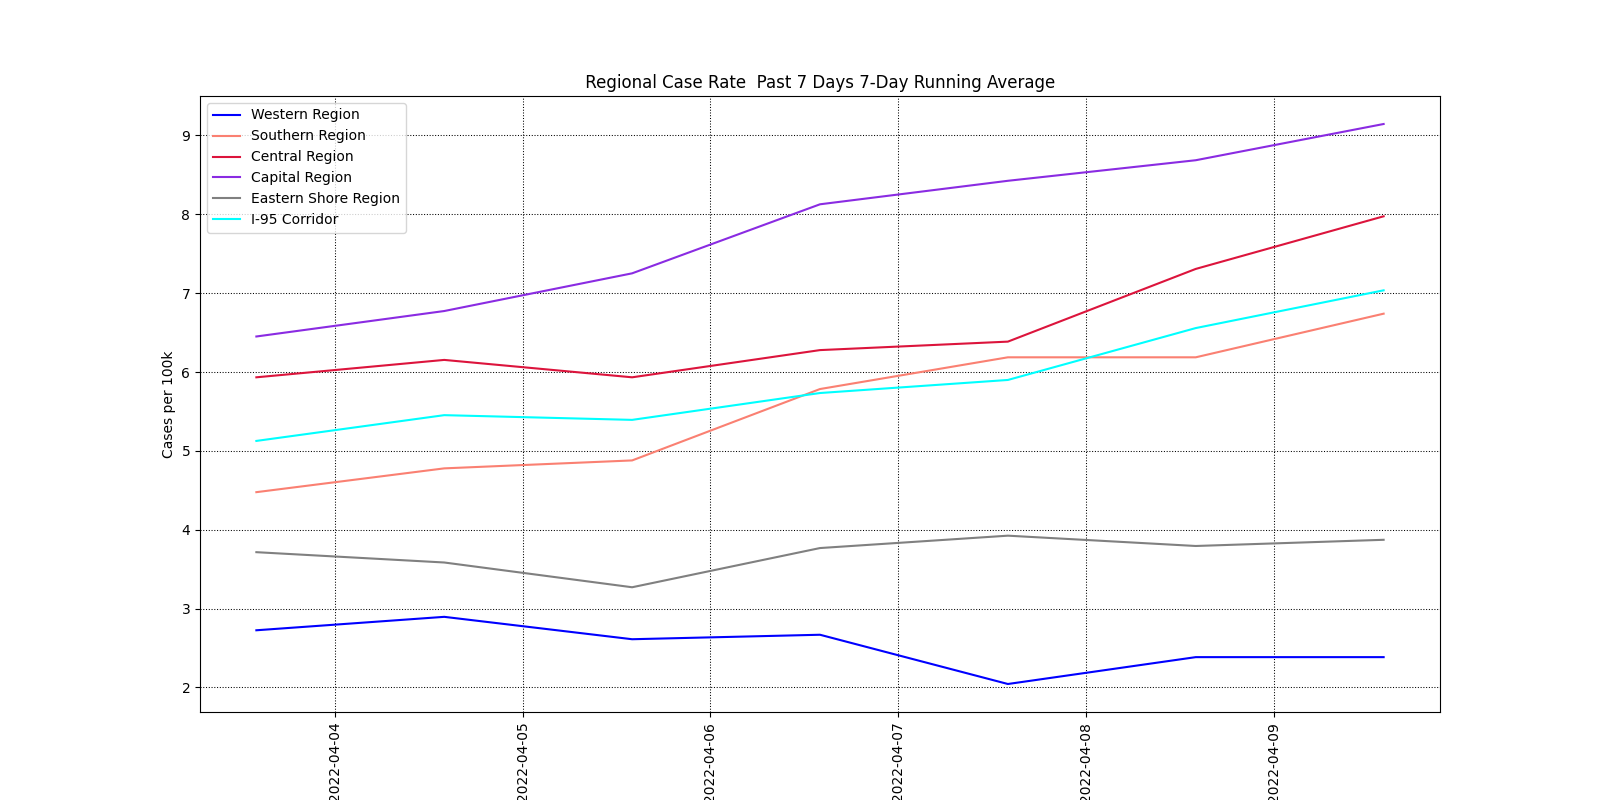 Regional Case Rate  Past 7 Days 7-Day Running Average
Western Region
Southern Region
Central Region
Capital Region
Eastern Shore Region
I-95 Corridor
Cases per 100k
9
8
7
6
5
4
3
2
2022-04-04
2022-04-05
2022-04-06
2022-04-07
2022-04-08
2022-04-09